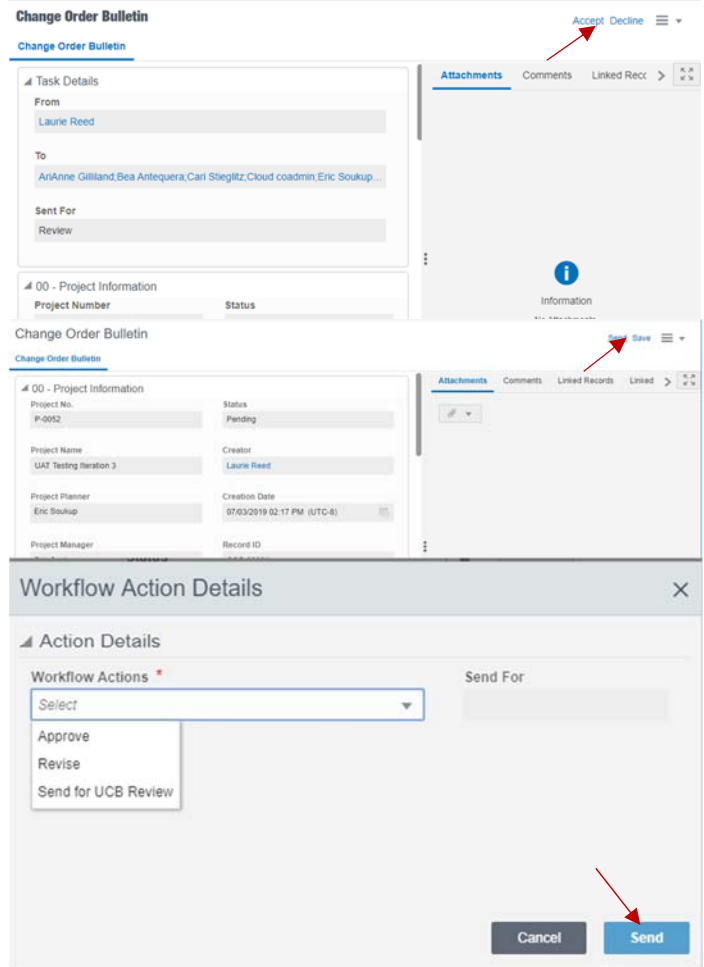 Change Order Bulletin
Accept Decline
Change Order Bulletin
Task Details
Attachments Comments Linked Recc
From
Laurie Reed
To
AriAnne Gilliland;Bea Antequera;Cari Stieglitz;Cloud coadmin;Eric Soukup...
Sent For
Review
00 - Project Information
Project Number Status
Information
No Attachments
Change Order Bulletin
Send Save
Change Order Bulletin
00 - Project Information
Attachments Comments Linked Records Linked
Project No. Status
P-0052 Pending
Project Name Creator
UAT Testing Iteration 3 Laurie Reed
Project Planner Creation Date
Eric Soukup 07/03/2019 02:17 PM (UTC-8)
Project Manager Record ID
Workflow Action Details
Action Details
Workflow Actions * Send For
Select
Approve
Revise
Send for UCB Review
Cancel Send